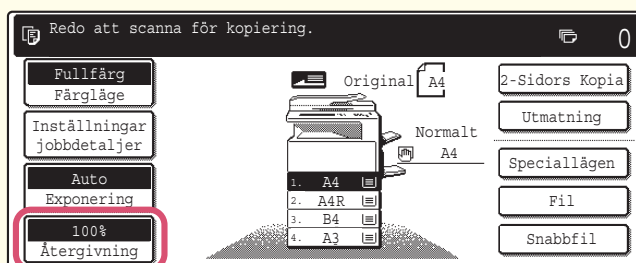 Redo att scanna för kopiering.
0
Fullfärg
Färgläge
Inställningar
jobbdetaljer
Auto
Exponering
100%
Återgivning
Original A4
Normalt
A4
1. A4
2. A4R
3. B4
4. A3
2-Sidors Kopia
Utmatning
Speciallägen
Fil
Snabbfil